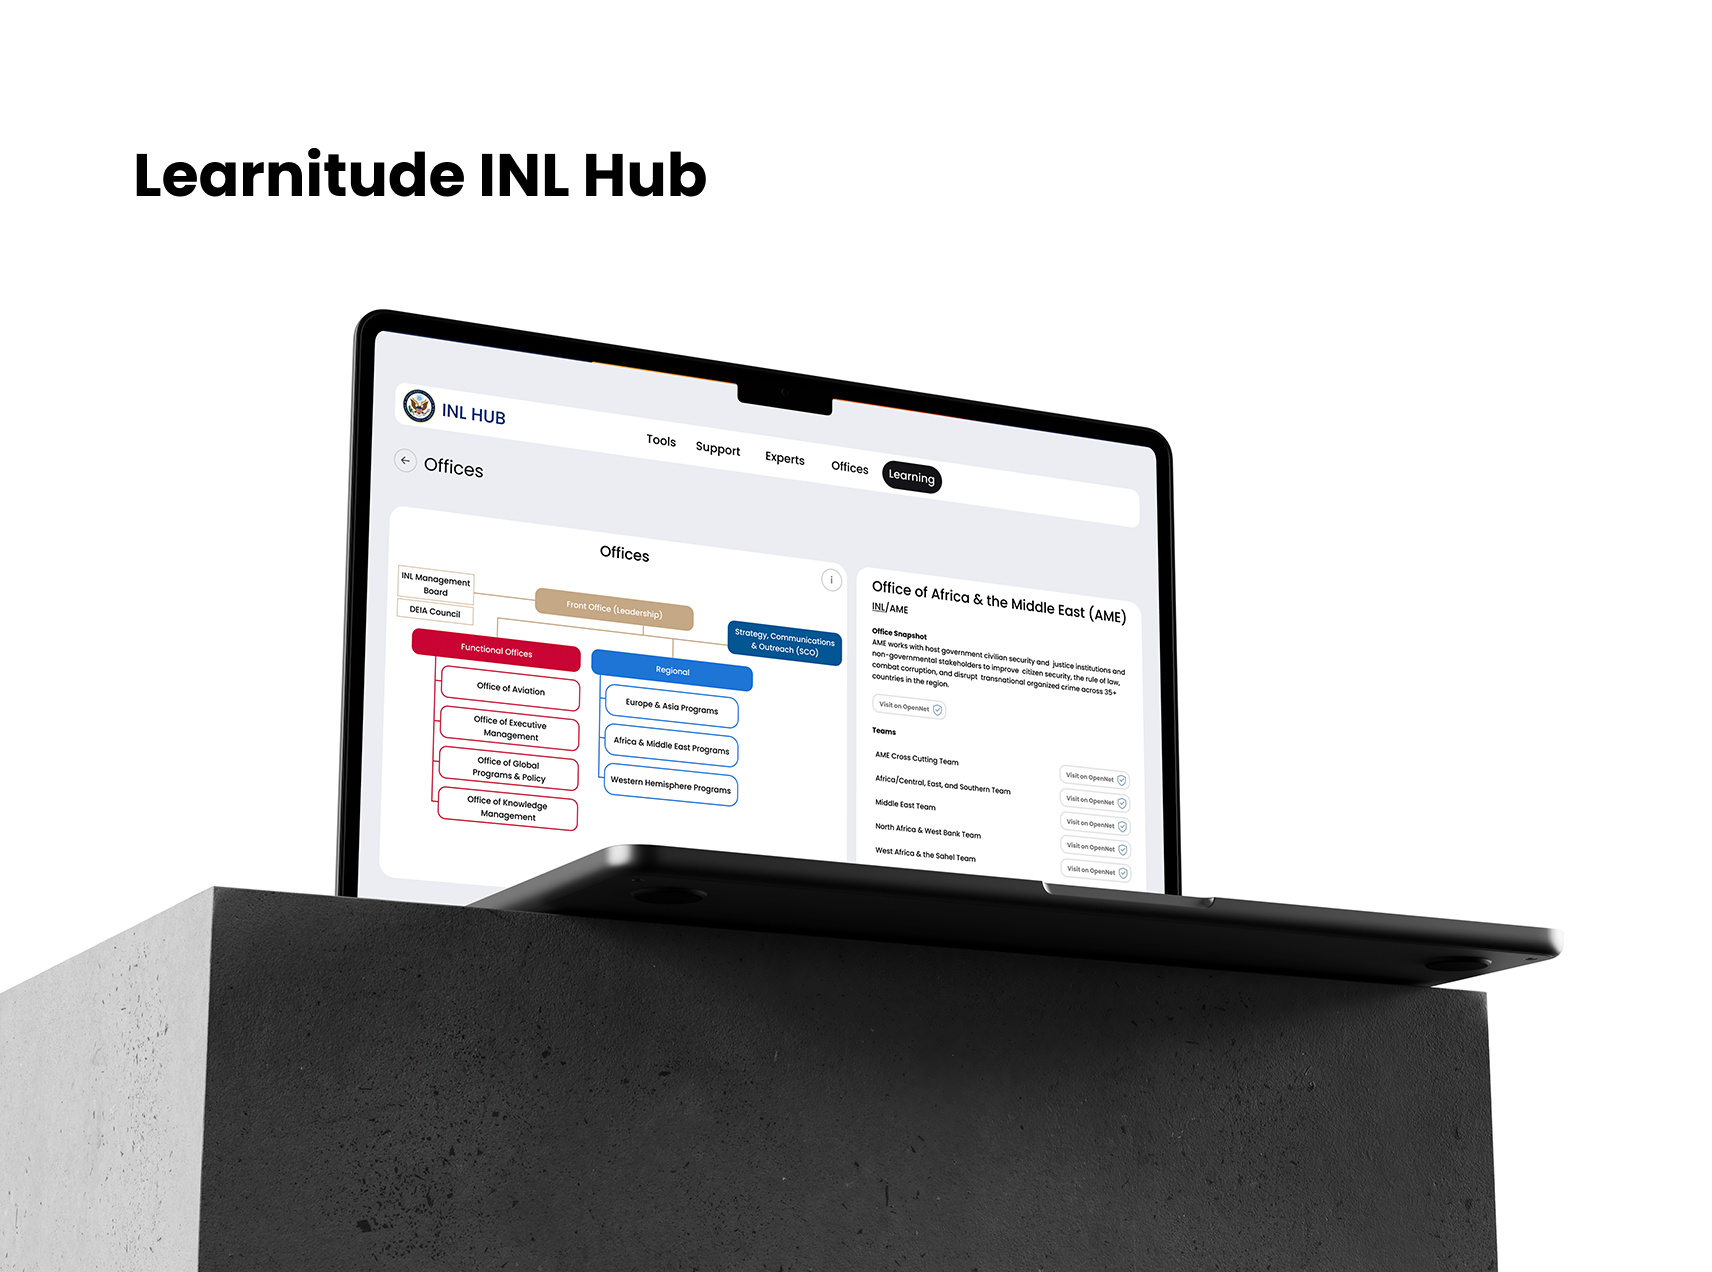 Learnitude INL Hub
INL HUB
Tools
Support
Experts
Offices
Learning
Offices
Offices
i
INL Management
Board
DEIA Council
Front Office (Leadership)
Strategy, Communications
& Outreach (SCO)
Functional Offices
Office of Aviation
Office of Executive
Management
Office of Global
Programs & Policy
Office of Knowledge
Management
Regional
Europe & Asia Programs
Africa & Middle East Programs
Western Hemisphere Programs
Office of Africa & the Middle East (AME)
INL/AME
Office Snapshot
AME works with host government civilian security and justice institutions and
non-governmental stakeholders to improve citizen security, the rule of law,
combat corruption, and disrupt transnational organized crime across 35+
countries in the region.
Visit on OpenNet
Teams
AME Cross Cutting Team
Visit on OpenNet
Africa/Central, East, and Southern Team
Visit on OpenNet
Middle East Team
Visit on OpenNet
North Africa & West Bank Team
Visit on OpenNet
West Africa & the Sahel Team
Visit on OpenNet